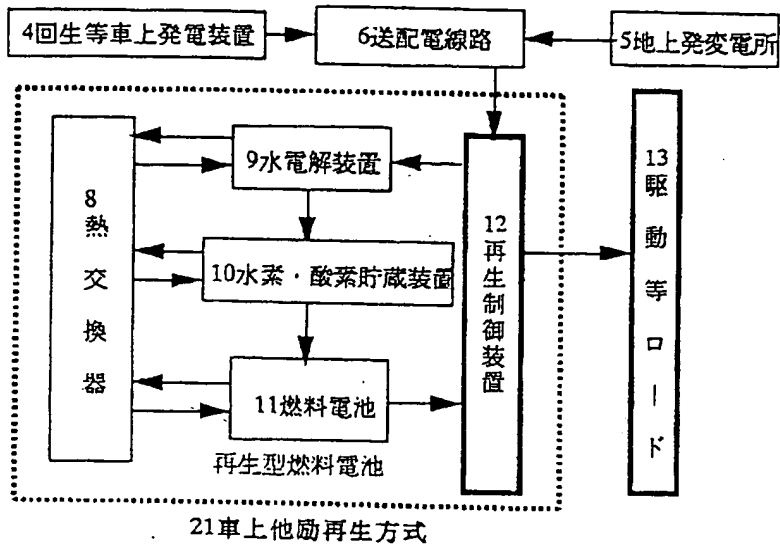 4回生等車上発電装置
6送配電線路
5地上発変電所
9水電解装置
8熱交換器
10水素・酸素貯蔵装置
12再生制御装置
13駆動等ロード
11燃料電池
再生型燃料電池
21車上他励再生方式